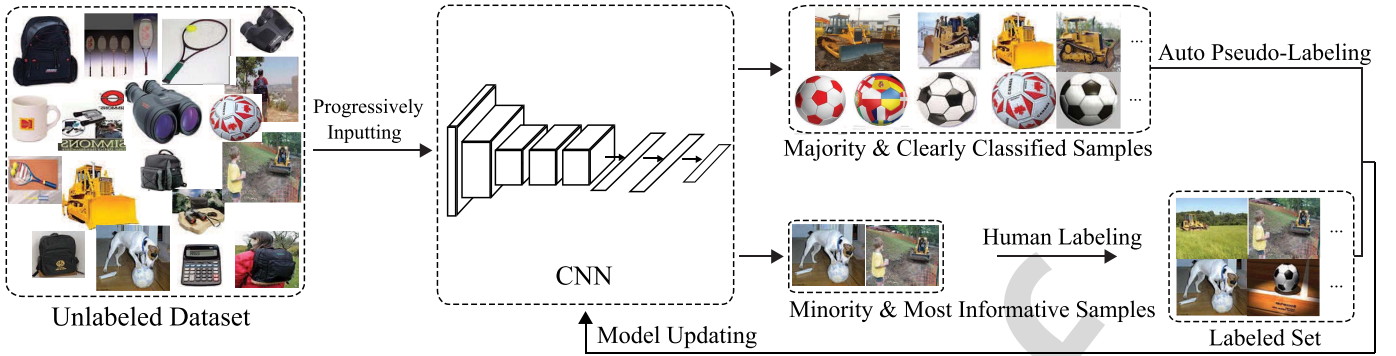 Unlabeled Dataset
SIMMONS
Progressively
Inputting
CNN
Majority & Clearly Classified Samples
...
...
Auto Pseudo-Labeling
Minority & Most Informative Samples
Human Labeling
...
...
Labeled Set
Model Updating